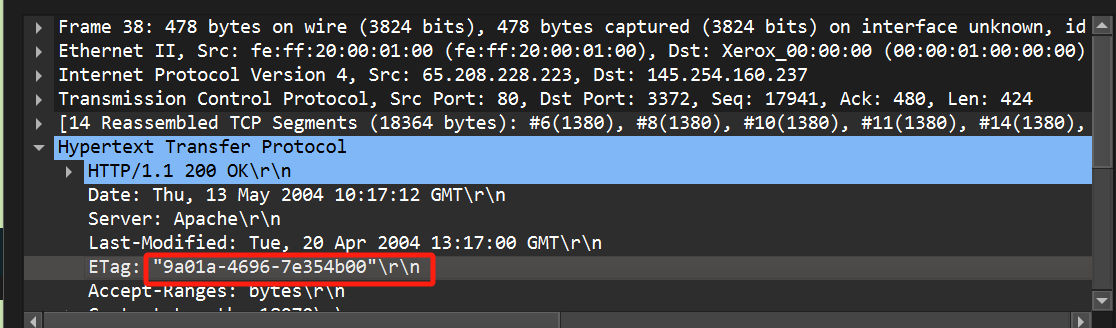 Frame 38: 478 bytes on wire (3824 bits), 478 bytes captured (3824 bits) on interface unknown, id
Ethernet II, Src: fe:ff:20:00:01:00 (fe:ff:20:00:01:00), Dst: Xerox_00:00:00 (00:00:01:00:00:00)
Internet Protocol Version 4, Src: 65.208.228.223, Dst: 145.254.160.237
Transmission Control Protocol, Src Port: 80, Dst Port: 3372, Seq: 17941, Ack: 480, Len: 424
[14 Reassembled TCP Segments (18364 bytes): #6(1380), #8(1380), #10(1380), #11(1380), #14(1380),
Hypertext Transfer Protocol
HTTP/1.1 200 OK\r\n
Date: Thu, 13 May 2004 10:17:12 GMT\r\n
Server: Apache\r\n
Last-Modified: Tue, 20 Apr 2004 13:17:00 GMT\r\n
ETag: "9a01a-4696-7e354b00"\r\n
Accept-Ranges: bytes\r\n